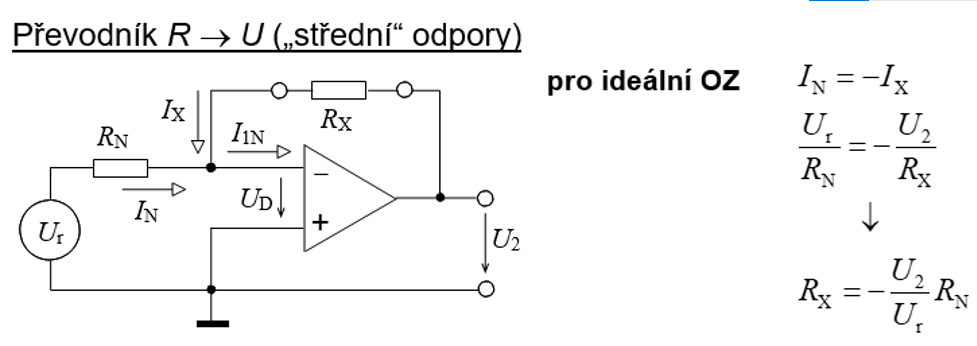 Převodník R → U („střední“ odpory)
pro ideální OZ
I_N = −I_X
U_r / R_N = − U_2 / R_X
↓
R_X = − U_2 / U_r R_N
I_X
R_X
R_N
I_1N
−
I_N
U_D
+
U_r
U_2